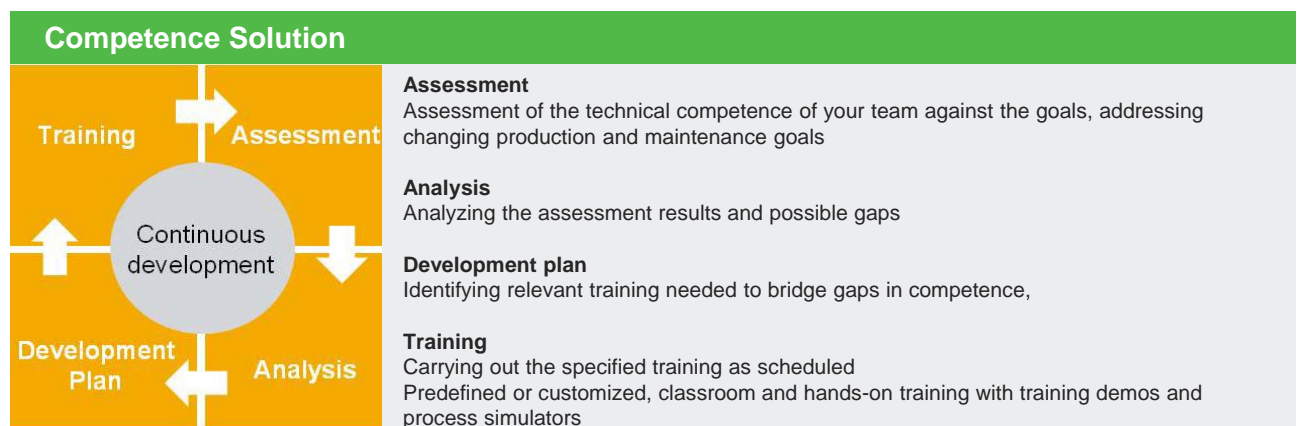 Competence Solution
Training
Assessment
Continuous
development
Development
Plan
Analysis
Assessment
Assessment of the technical competence of your team against the goals, addressing
changing production and maintenance goals
Analysis
Analyzing the assessment results and possible gaps
Development plan
Identifying relevant training needed to bridge gaps in competence,
Training
Carrying out the specified training as scheduled
Predefined or customized, classroom and hands-on training with training demos and
process simulators